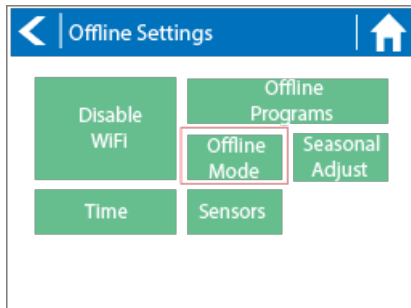 Offline Settings
Disable
WiFi
Offline
Programs
Offline
Mode
Seasonal
Adjust
Time
Sensors